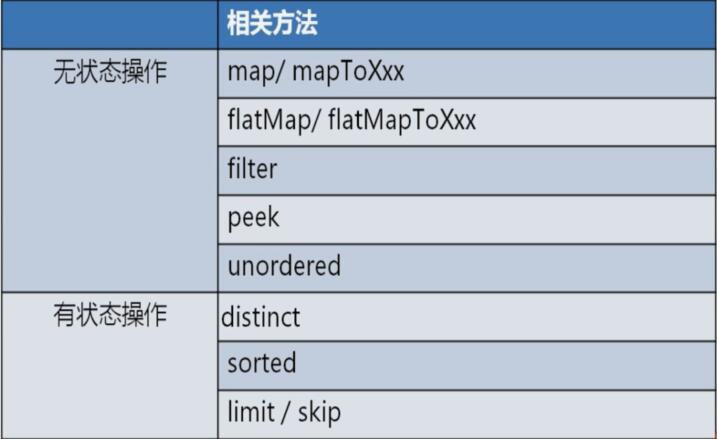 相关方法
无状态操作 map/ mapToXxx
flatMap/ flatMapToXxx
filter
peek
unordered
有状态操作 distinct
sorted
limit / skip